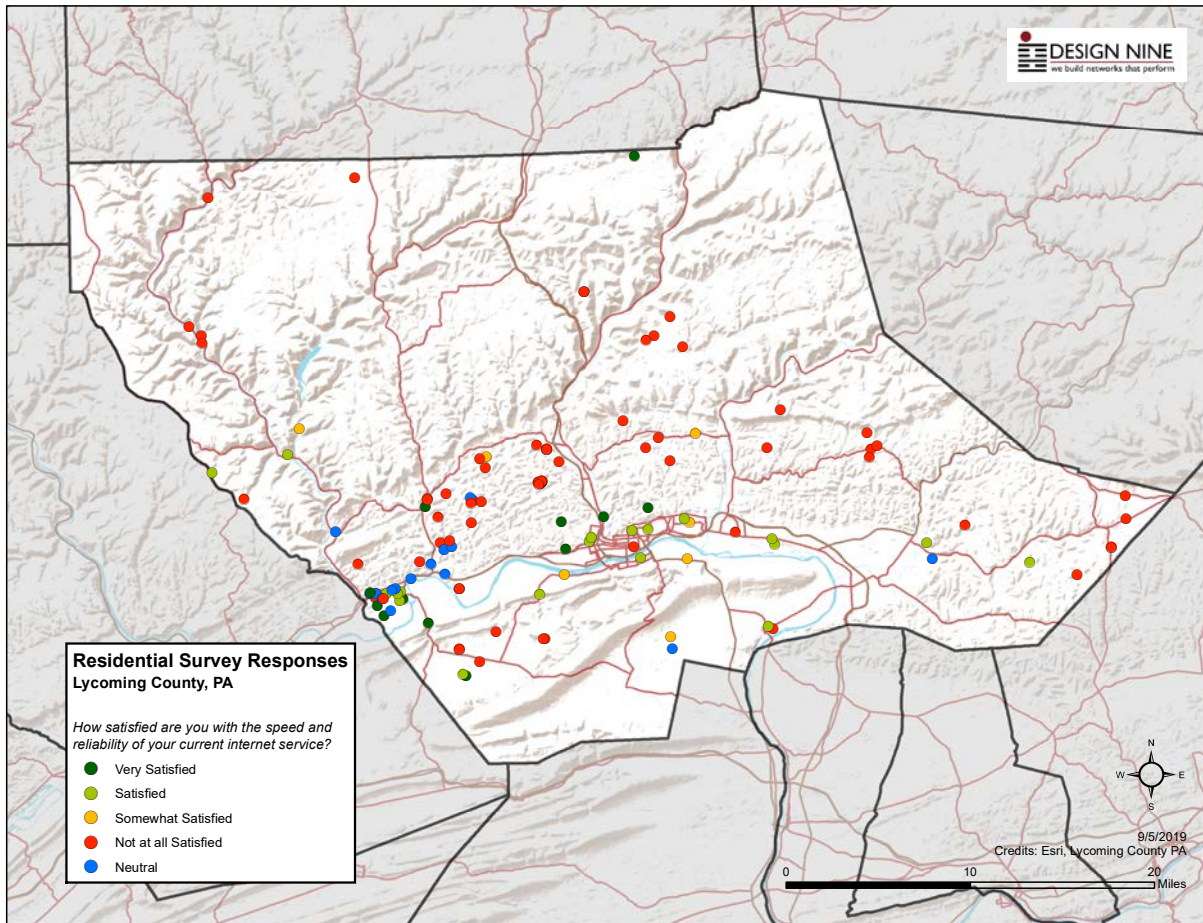 DESIGN NINE
we build networks that perform
Residential Survey Responses
Lycoming County, PA
How satisfied are you with the speed and
reliability of your current internet service?
Very Satisfied
Satisfied
Somewhat Satisfied
Not at all Satisfied
Neutral
N
W E
S
9/5/2019
Credits: Esri, Lycoming County PA
0 10 20
Miles